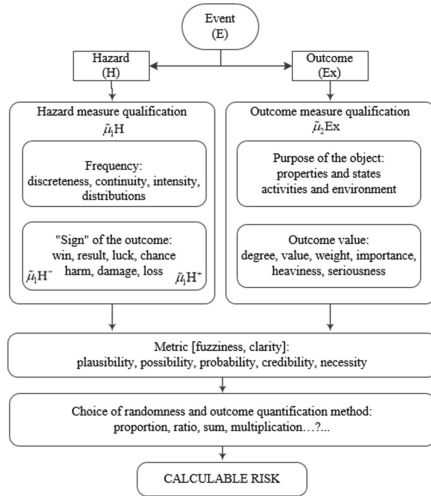 Event
(E)
Hazard
(H)
Outcome
(Ex)
Hazard measure qualification
μ̃₁H
Frequency:
discreteness, continuity, intensity,
distributions
"Sign" of the outcome:
win, result, luck, chance
harm, damage, loss
μ̃₁H⁻ μ̃₁H⁺
Outcome measure qualification
μ̃₂Ex
Purpose of the object:
properties and states
activities and environment
Outcome value:
degree, value, weight, importance,
heaviness, seriousness
Metric [fuzziness, clarity]:
plausibility, possibility, probability, credibility, necessity
Choice of randomness and outcome quantification method:
proportion, ratio, sum, multiplication…?...
CALCULABLE RISK